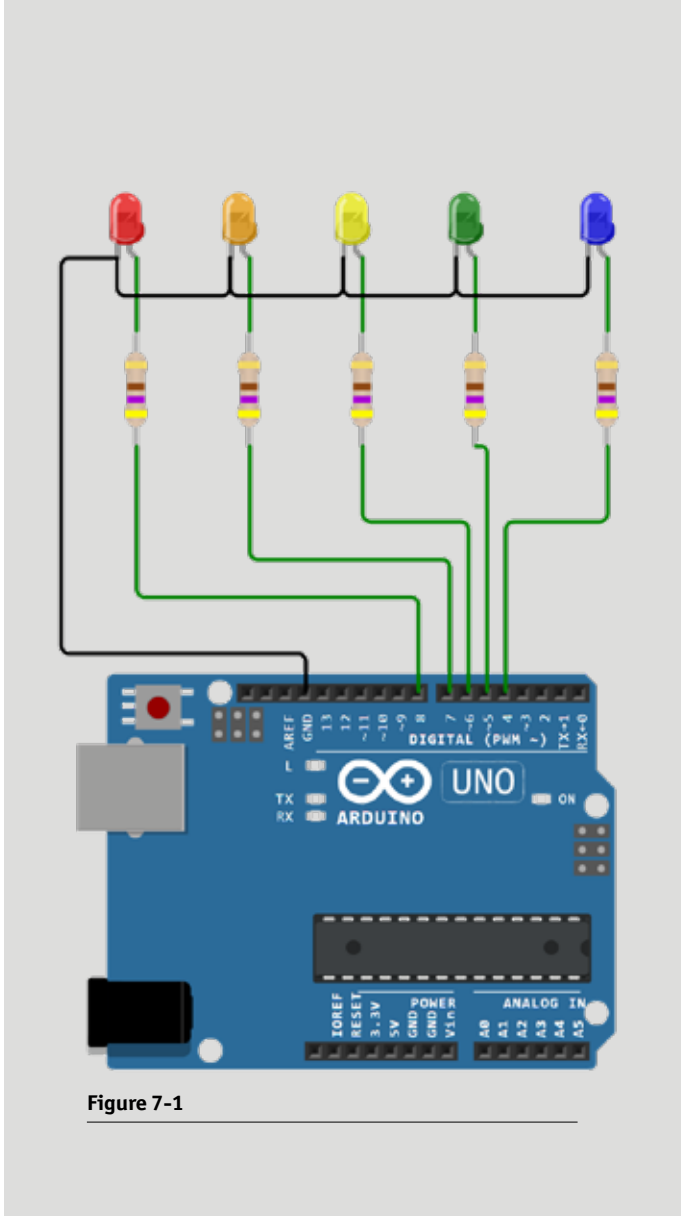 AREF
GND
13
12
~11
~10
~9
8
7
~6
~5
4
~3
2
TX→1
RX←0
DIGITAL (PWM ~)
L
TX
RX
UNO
ON
ARDUINO
IOREF
RESET
3.3V
5V
GND
GND
Vin
POWER
ANALOG IN
A0
A1
A2
A3
A4
A5
Figure 7-1